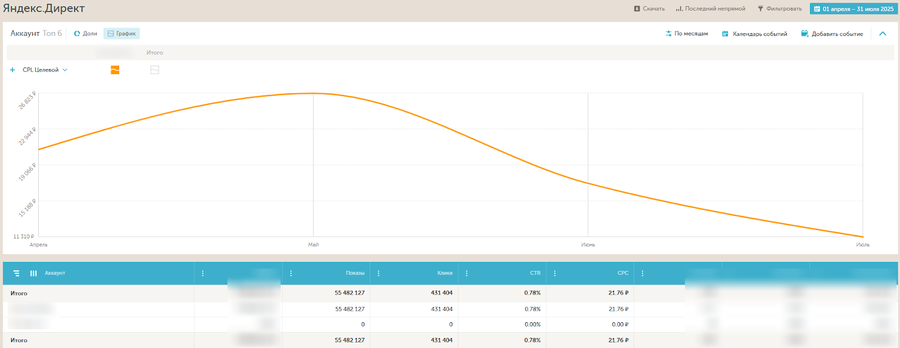 Яндекс.Директ
Скачать Последний непрямой Фильтровать 01 апреля – 31 июля 2025
Аккаунт Топ 6 Доли График По месяцам Календарь событий Добавить событие
Итого
+ CPL Целевой
26 823 ₽
22 944 ₽
19 066 ₽
15 188 ₽
11 310 ₽
Апрель Май Июнь Июль
Аккаунт Показы Клики CTR CPC
Итого 55 482 127 431 404 0.78% 21.76 ₽
55 482 127 431 404 0.78% 21.76 ₽
0 0 0.00% 0.00 ₽
Итого 55 482 127 431 404 0.78% 21.76 ₽